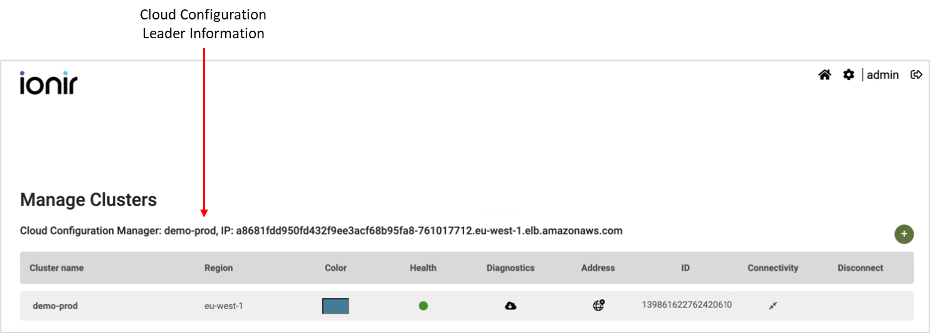 Cloud Configuration
Leader Information
ionir
admin
Manage Clusters
Cloud Configuration Manager: demo-prod, IP: a8681fdd950fd432f9ee3acf68b95fa8-761017712.eu-west-1.elb.amazonaws.com
Cluster name Region Color Health Diagnostics Address ID Connectivity Disconnect
demo-prod eu-west-1 139861622762420610